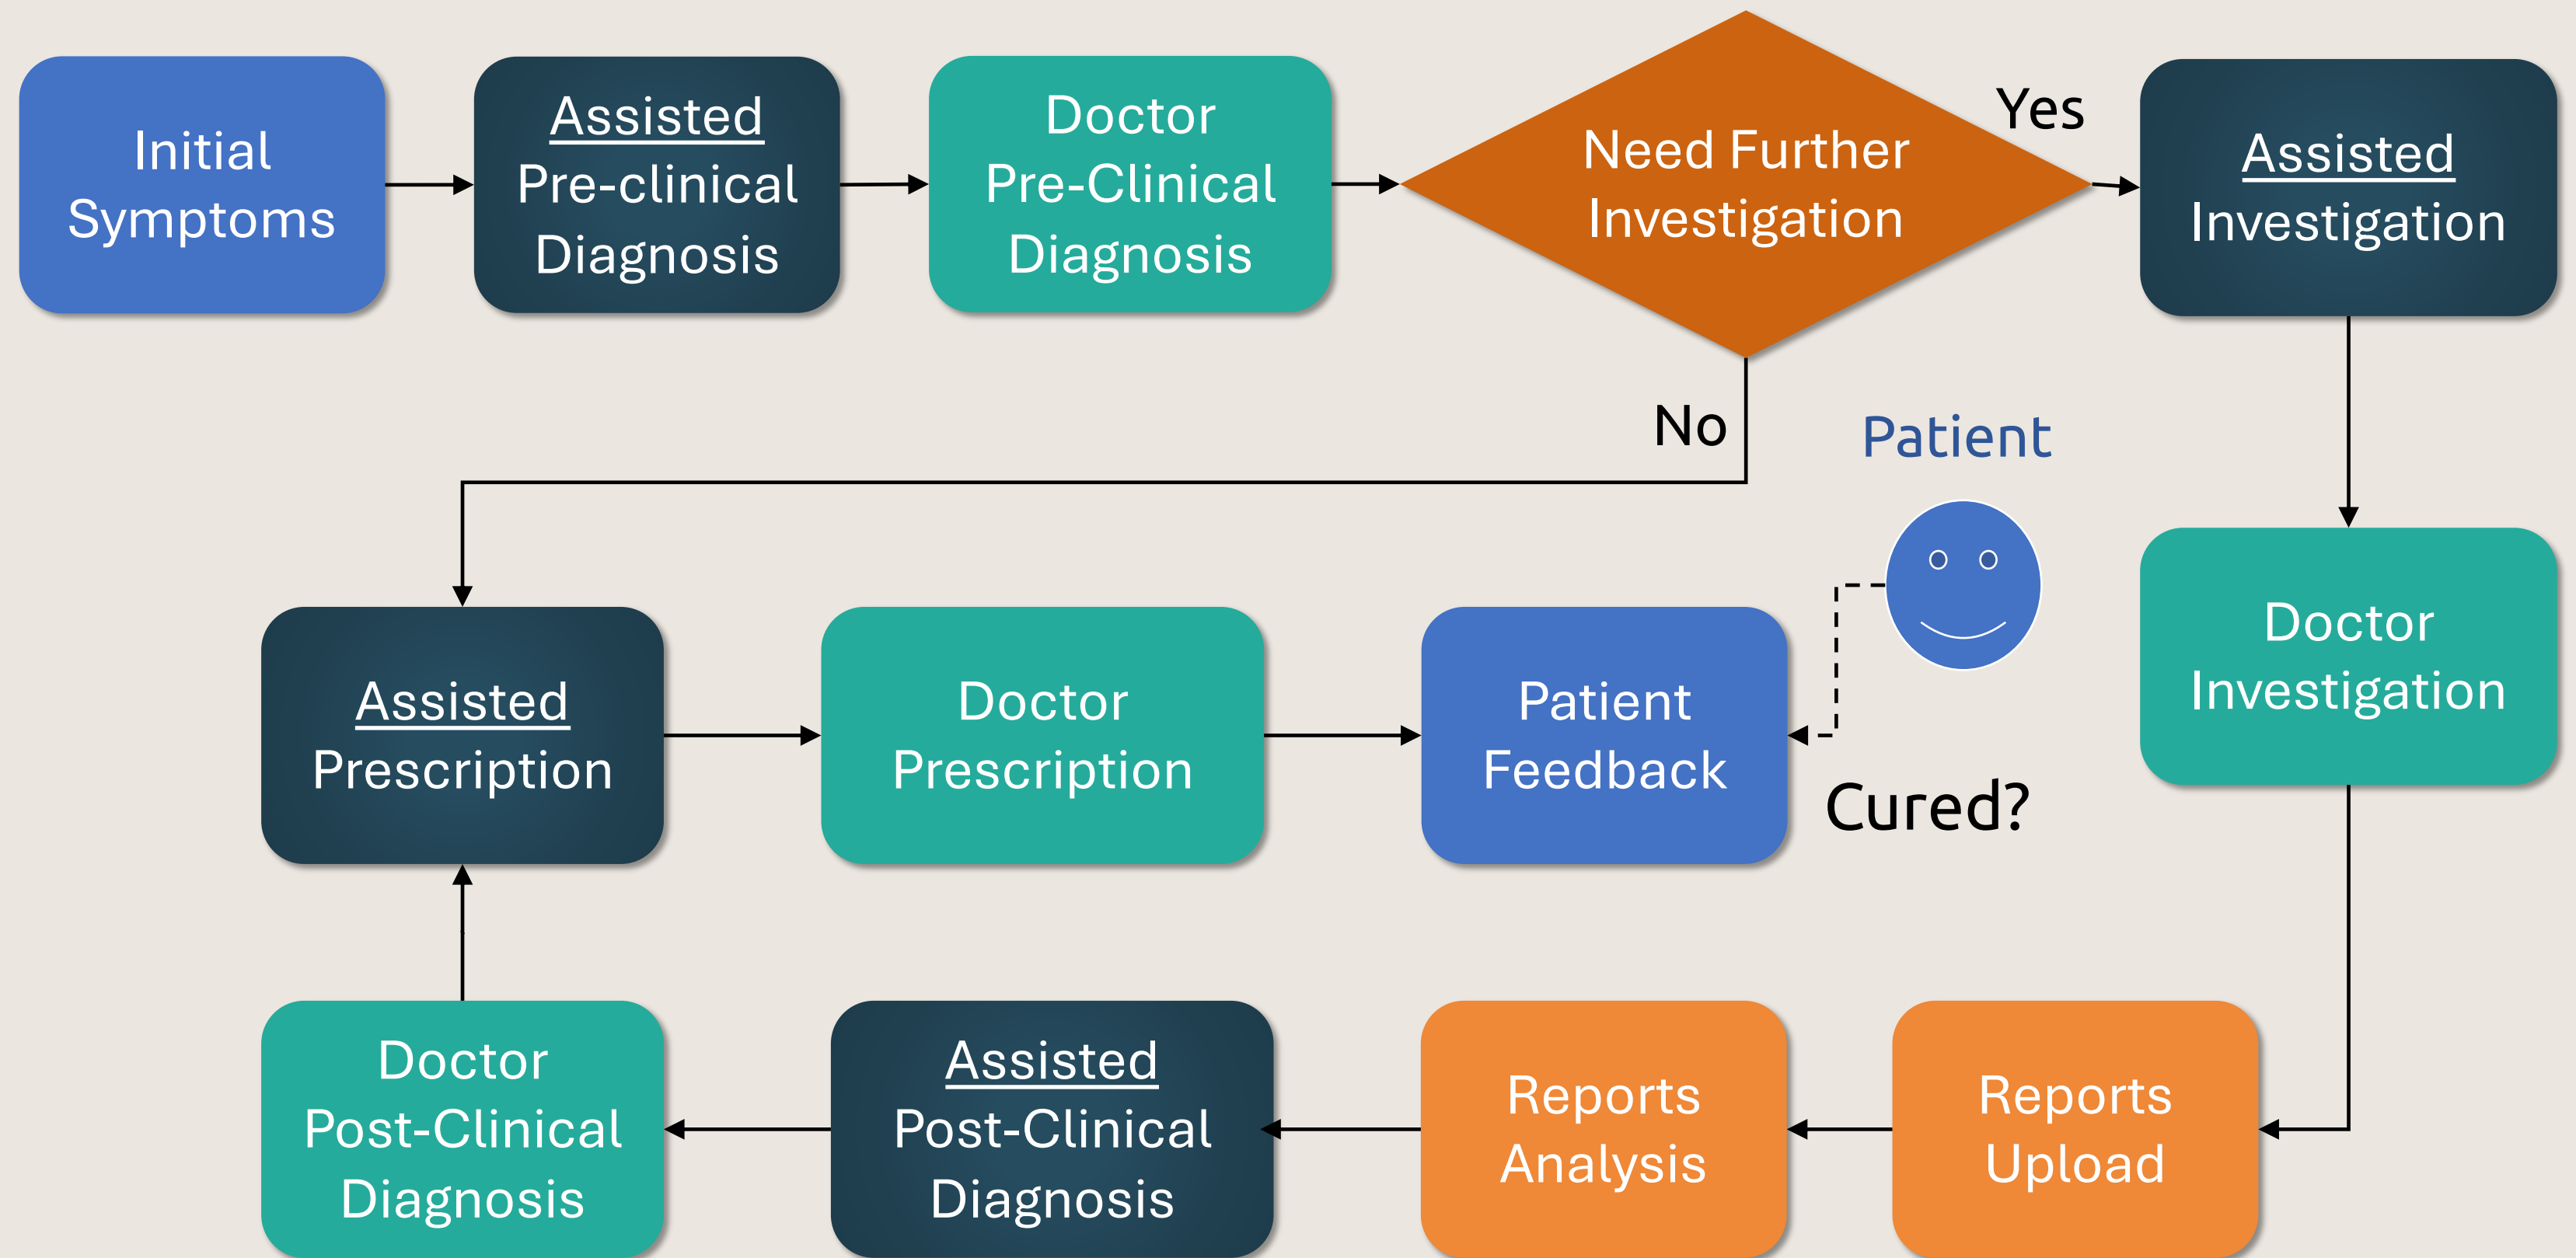 Initial
Symptoms
Assisted
Pre-clinical
Diagnosis
Doctor
Pre-Clinical
Diagnosis
Need Further
Investigation
Yes
Assisted
Investigation
No
Patient
Doctor
Investigation
Assisted
Prescription
Doctor
Prescription
Patient
Feedback
Cured?
Doctor
Post-Clinical
Diagnosis
Assisted
Post-Clinical
Diagnosis
Reports
Analysis
Reports
Upload